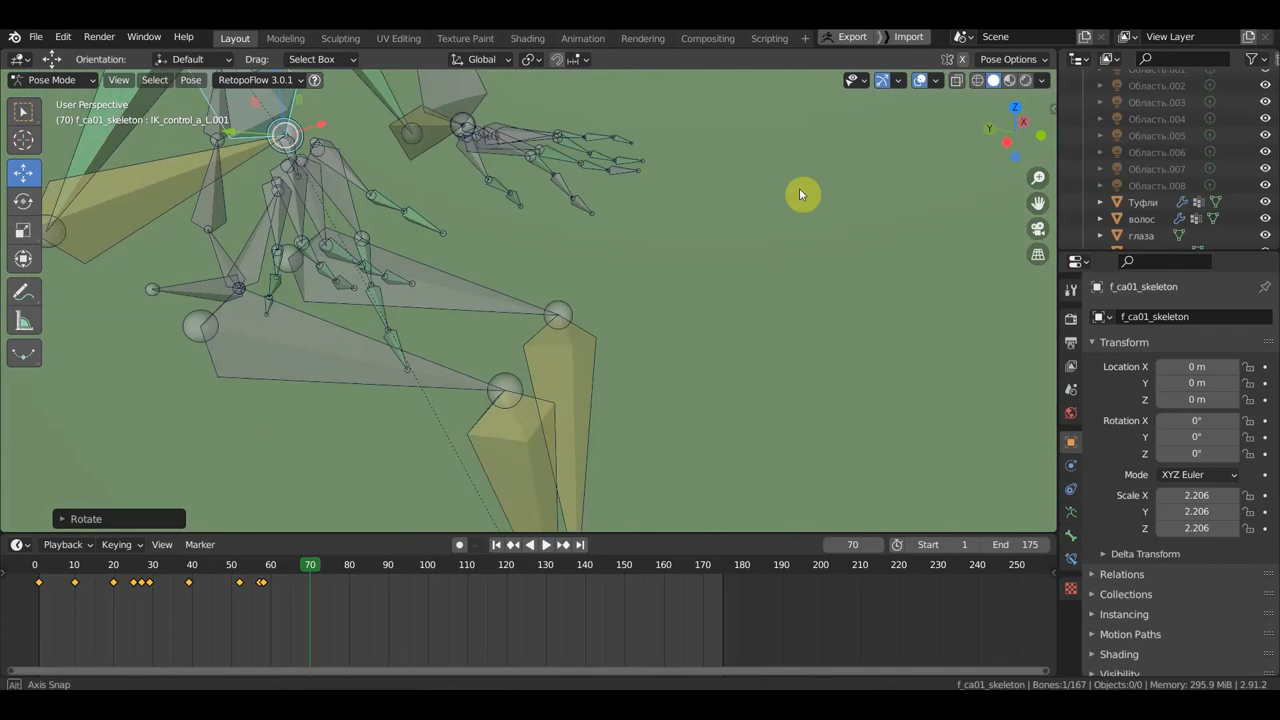 File Edit Render Window Help Layout Modeling Sculpting UV Editing Texture Paint Shading Animation Rendering Compositing Scripting + Export Import Scene View Layer
Orientation: Default Drag: Select Box Global X Pose Options
Pose Mode View Select Pose RetopoFlow 3.0.1
User Perspective
(70) f_ca01_skeleton : IK_control_a_L.001
Z
X
Y
Область.002
Область.003
Область.004
Область.005
Область.006
Область.007
Область.008
Туфли
волос
глаза
f_ca01_skeleton
f_ca01_skeleton
Transform
Location X 0 m
Y 0 m
Z 0 m
Rotation X 0°
Y 0°
Z 0°
Mode XYZ Euler
Scale X 2.206
Y 2.206
Z 2.206
Delta Transform
Relations
Collections
Instancing
Motion Paths
Shading
Visibility
Rotate
Playback Keying View Marker 70 Start 1 End 175
0 10 20 30 40 50 60 70 80 90 100 110 120 130 140 150 160 170 180 190 200 210 220 230 240 250
Alt Axis Snap f_ca01_skeleton | Bones:1/167 | Objects:0/0 | Memory: 295.9 MiB | 2.91.2